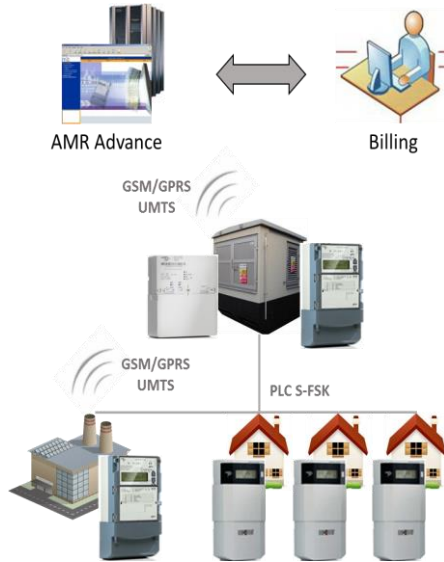 AMR Advance
Billing
GSM/GPRS
UMTS
GSM/GPRS
UMTS
PLC S-FSK